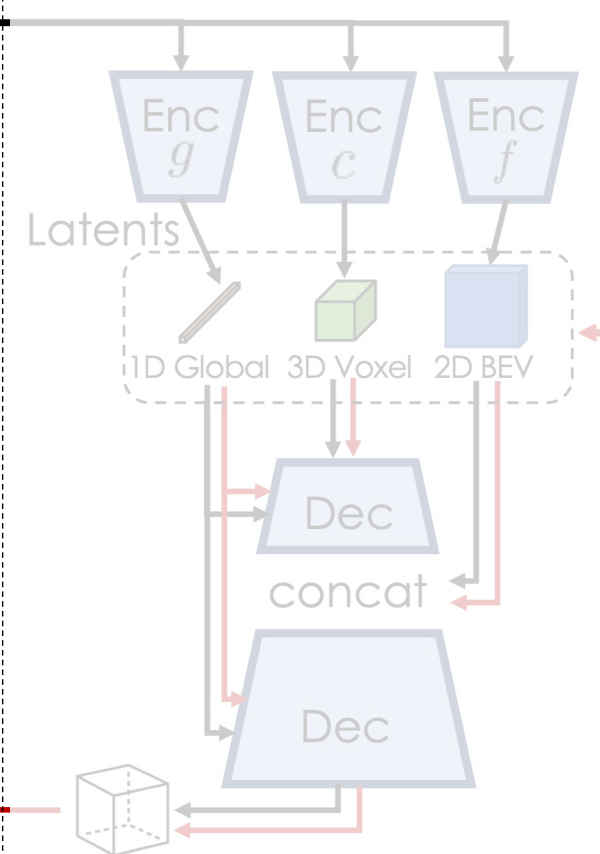 Enc Enc Enc
g c f
Latents
1D Global 3D Voxel 2D BEV
Dec
concat
Dec